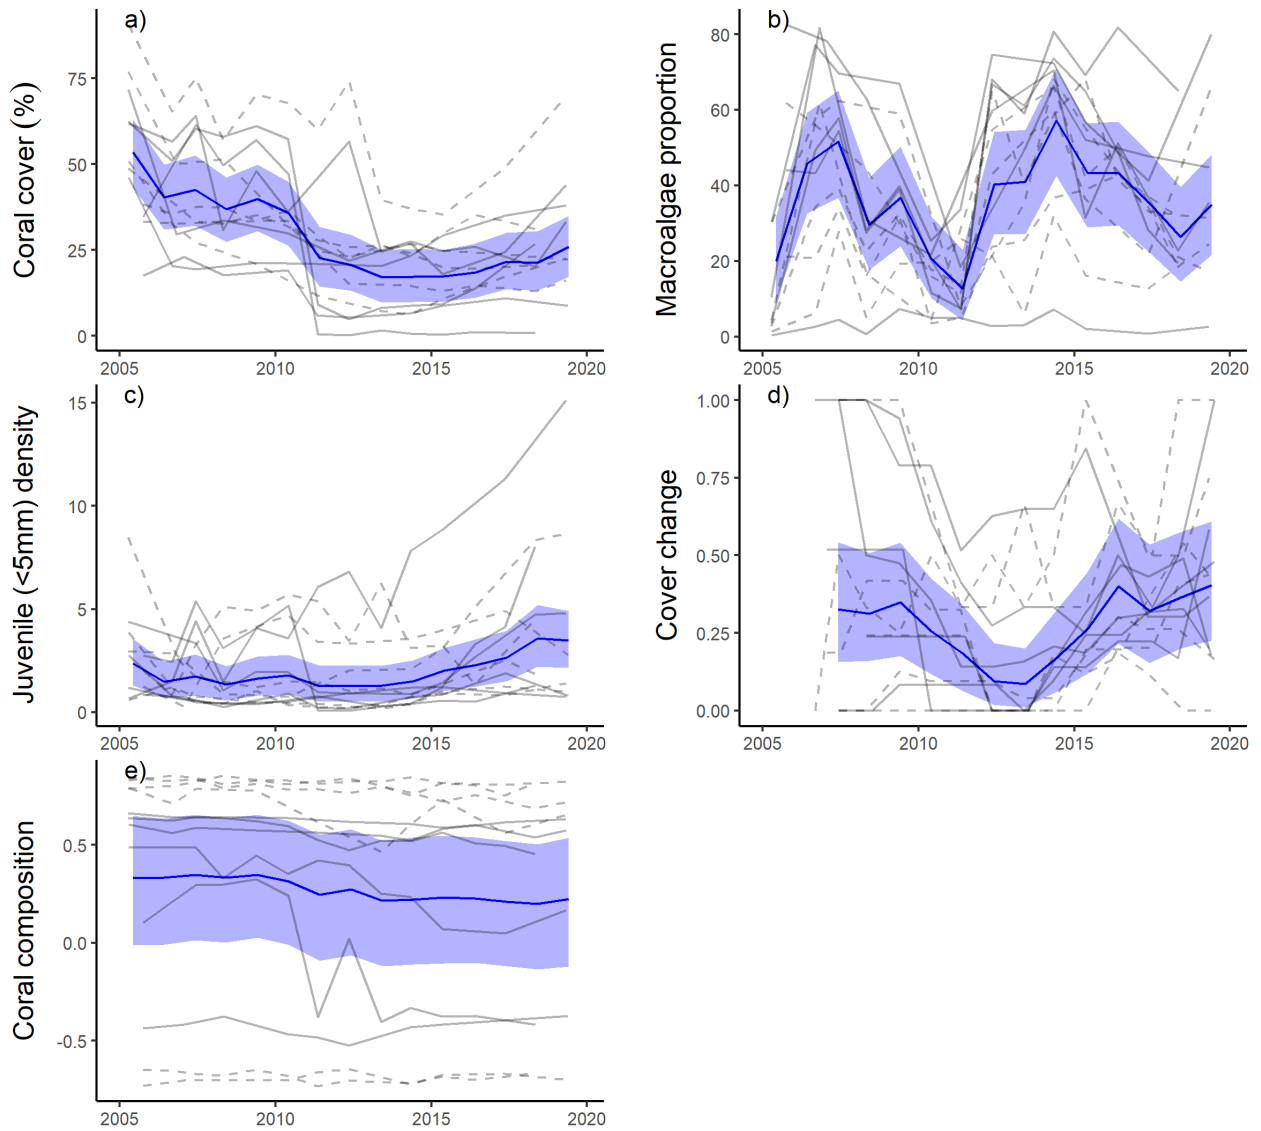 a)
Coral cover (%)
75
50
25
0
2005 2010 2015 2020
b)
Macroalgae proportion
80
60
40
20
0
2005 2010 2015 2020
c)
Juvenile (<5mm) density
15
10
5
0
2005 2010 2015 2020
d)
Cover change
1.00
0.75
0.50
0.25
0.00
2005 2010 2015 2020
e)
Coral composition
0.5
0.0
-0.5
2005 2010 2015 2020